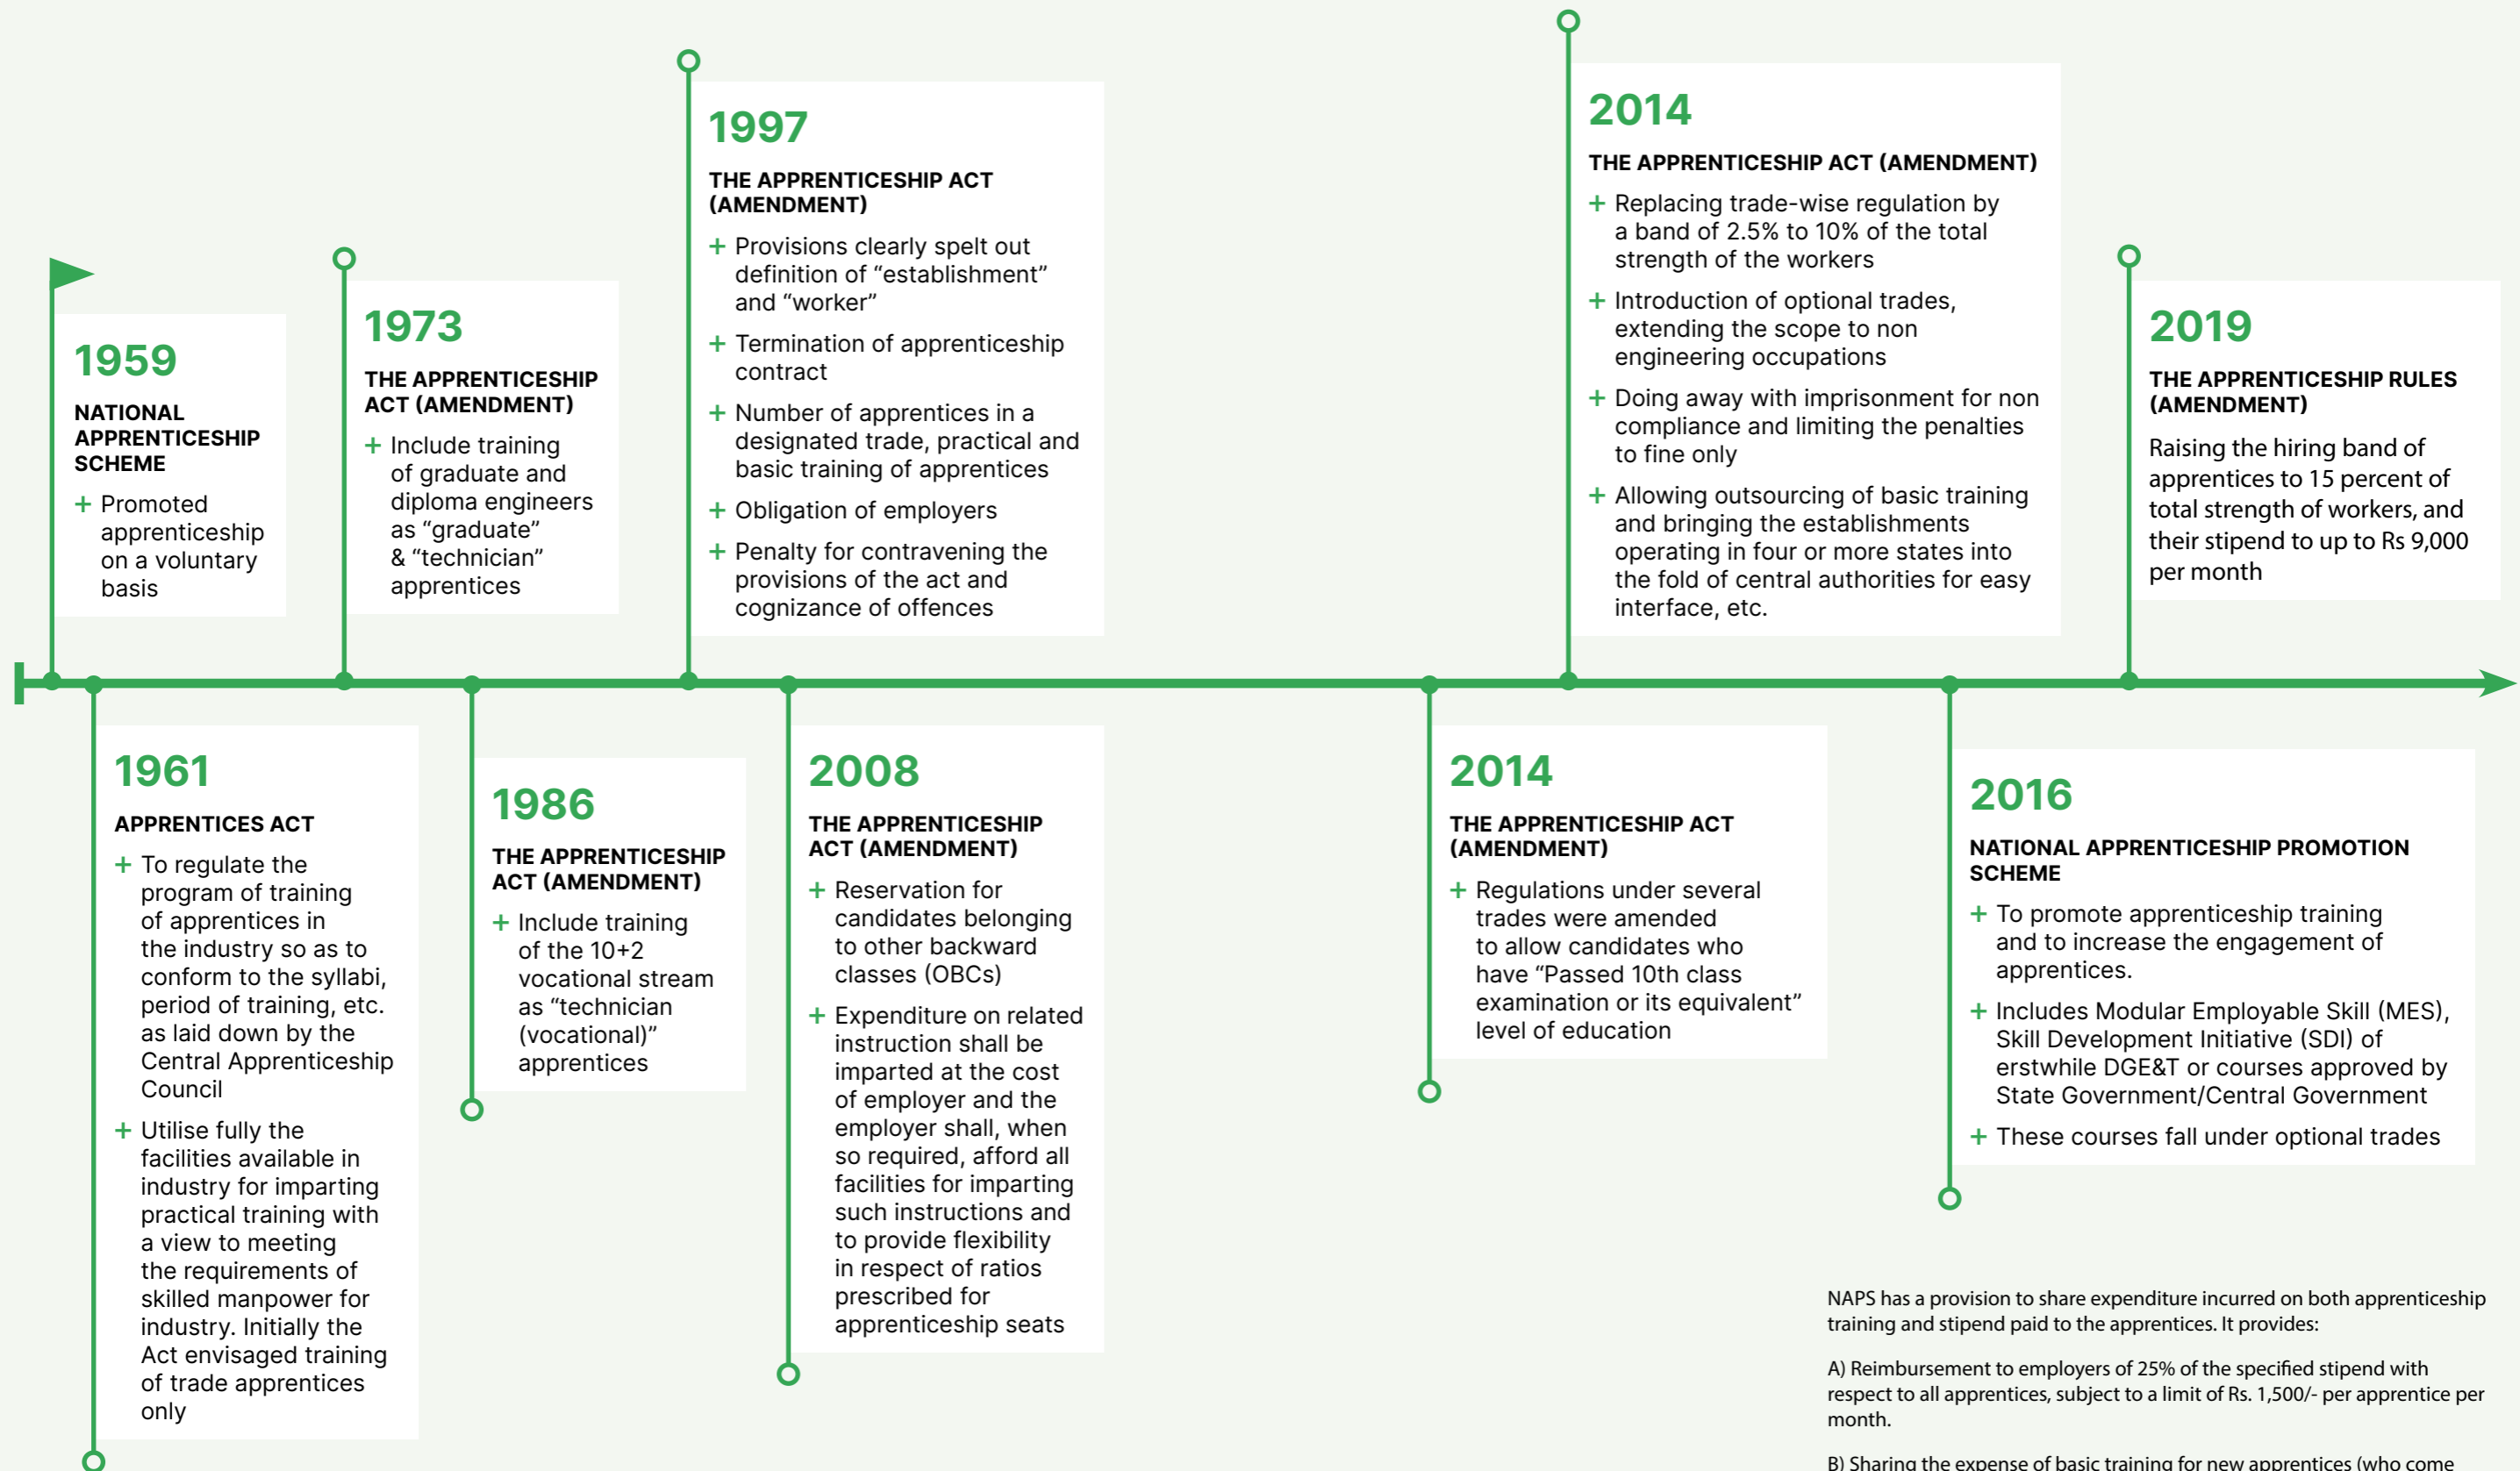 1959
NATIONAL
APPRENTICESHIP
SCHEME
+ Promoted
apprenticeship
on a voluntary
basis
1961
APPRENTICES ACT
+ To regulate the
program of training
of apprentices in
the industry so as to
conform to the syllabi,
period of training, etc.
as laid down by the
Central Apprenticeship
Council
+ Utilise fully the
facilities available in
industry for imparting
practical training with
a view to meeting
the requirements of
skilled manpower for
industry. Initially the
Act envisaged training
of trade apprentices
only
1973
THE APPRENTICESHIP
ACT (AMENDMENT)
+ Include training
of graduate and
diploma engineers
as “graduate”
& “technician”
apprentices
1986
THE APPRENTICESHIP
ACT (AMENDMENT)
+ Include training
of the 10+2
vocational stream
as “technician
(vocational)”
apprentices
1997
THE APPRENTICESHIP ACT
(AMENDMENT)
+ Provisions clearly spelt out
definition of “establishment”
and “worker”
+ Termination of apprenticeship
contract
+ Number of apprentices in a
designated trade, practical and
basic training of apprentices
+ Obligation of employers
+ Penalty for contravening the
provisions of the act and
cognizance of offences
2008
THE APPRENTICESHIP
ACT (AMENDMENT)
+ Reservation for
candidates belonging
to other backward
classes (OBCs)
+ Expenditure on related
instruction shall be
imparted at the cost
of employer and the
employer shall, when
so required, afford all
facilities for imparting
such instructions and
to provide flexibility
in respect of ratios
prescribed for
apprenticeship seats
2014
THE APPRENTICESHIP ACT
(AMENDMENT)
+ Regulations under several
trades were amended
to allow candidates who
have “Passed 10th class
examination or its equivalent”
level of education
2014
THE APPRENTICESHIP ACT (AMENDMENT)
+ Replacing trade-wise regulation by
a band of 2.5% to 10% of the total
strength of the workers
+ Introduction of optional trades,
extending the scope to non
engineering occupations
+ Doing away with imprisonment for non
compliance and limiting the penalties
to fine only
+ Allowing outsourcing of basic training
and bringing the establishments
operating in four or more states into
the fold of central authorities for easy
interface, etc.
2016
NATIONAL APPRENTICESHIP PROMOTION
SCHEME
+ To promote apprenticeship training
and to increase the engagement of
apprentices.
+ Includes Modular Employable Skill (MES),
Skill Development Initiative (SDI) of
erstwhile DGE&T or courses approved by
State Government/Central Government
+ These courses fall under optional trades
2019
THE APPRENTICESHIP RULES
(AMENDMENT)
Raising the hiring band of
apprentices to 15 percent of
total strength of workers, and
their stipend to up to Rs 9,000
per month
NAPS has a provision to share expenditure incurred on both apprenticeship
training and stipend paid to the apprentices. It provides:
A) Reimbursement to employers of 25% of the specified stipend with
respect to all apprentices, subject to a limit of Rs. 1,500/- per apprentice per
month.
B) Sharing the expense of basic training for new apprentices (who come